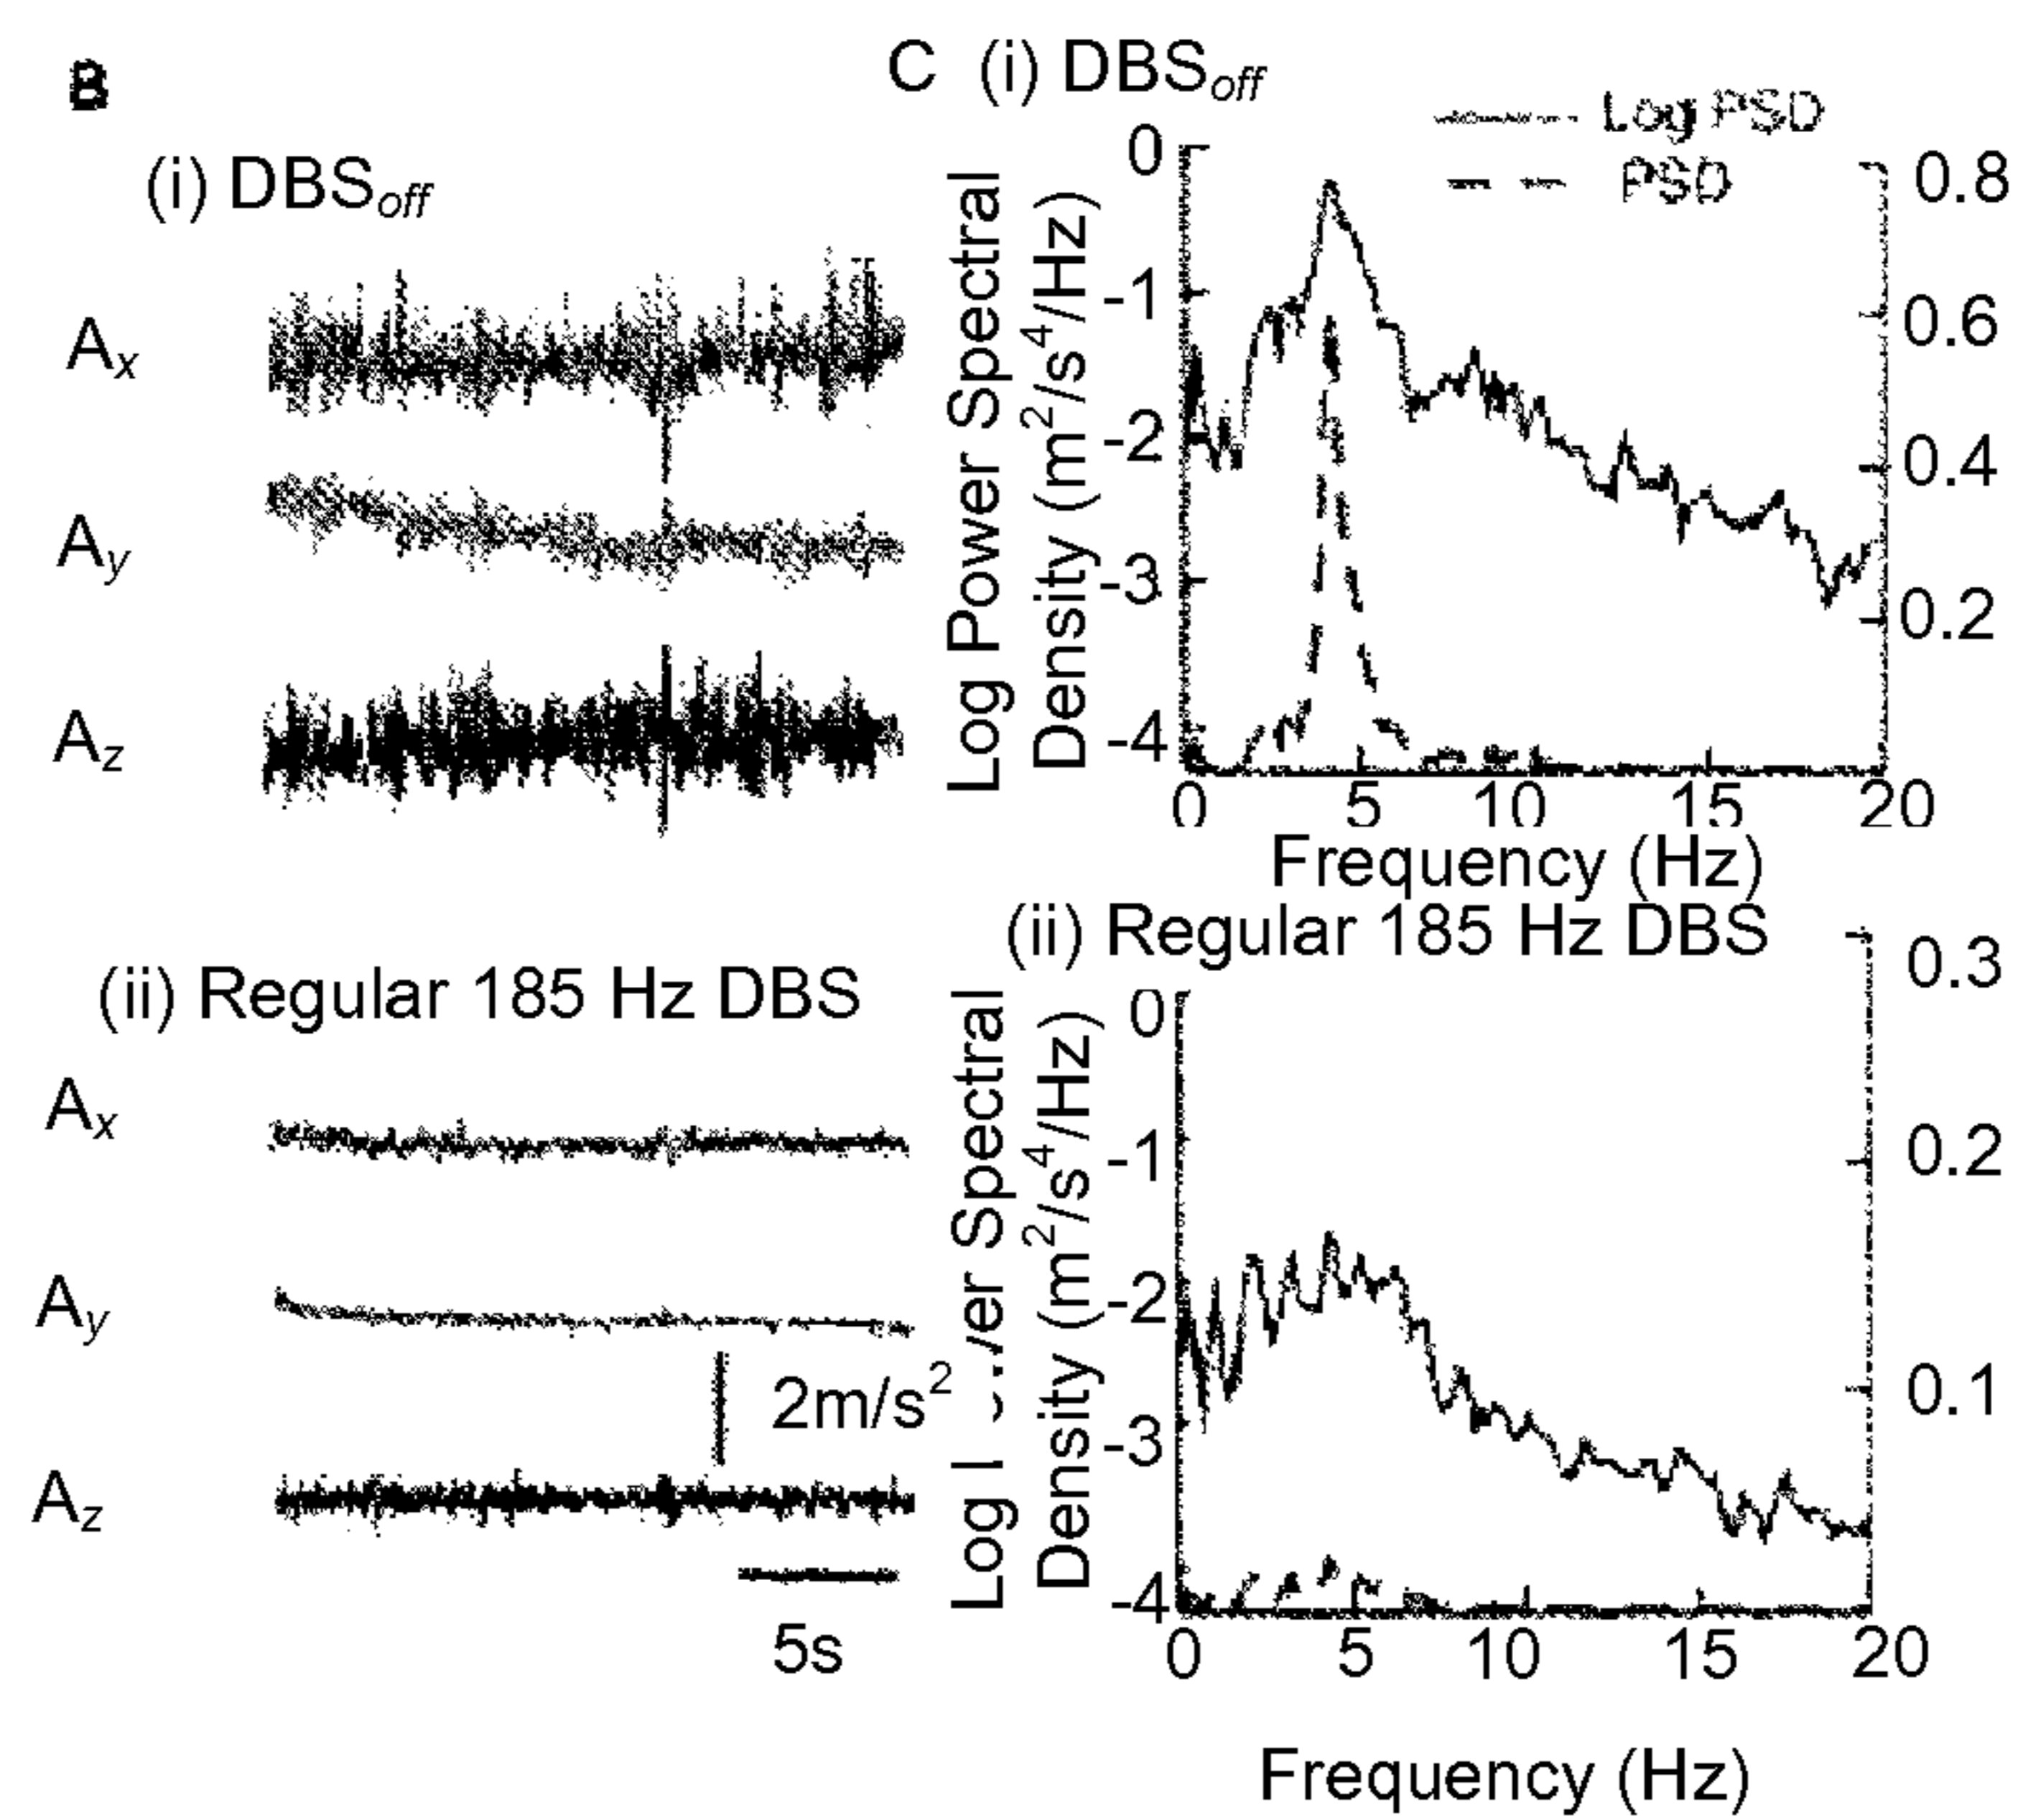 B
(i) DBSoff
Ax
Ay
Az
(ii) Regular 185 Hz DBS
Ax
Ay
2m/s²
Az
5s
C (i) DBSoff
Log PSD
PSD
Log Power Spectral
Density (m²/s⁴/Hz)
0
-1
-2
-3
-4
0.8
0.6
0.4
0.2
0 5 10 15 20
Frequency (Hz)
(ii) Regular 185 Hz DBS
Log Spectral
Density (m²/s⁴/Hz)
0
-1
-2
-3
-4
0.3
0.2
0.1
0 5 10 15 20
Frequency (Hz)